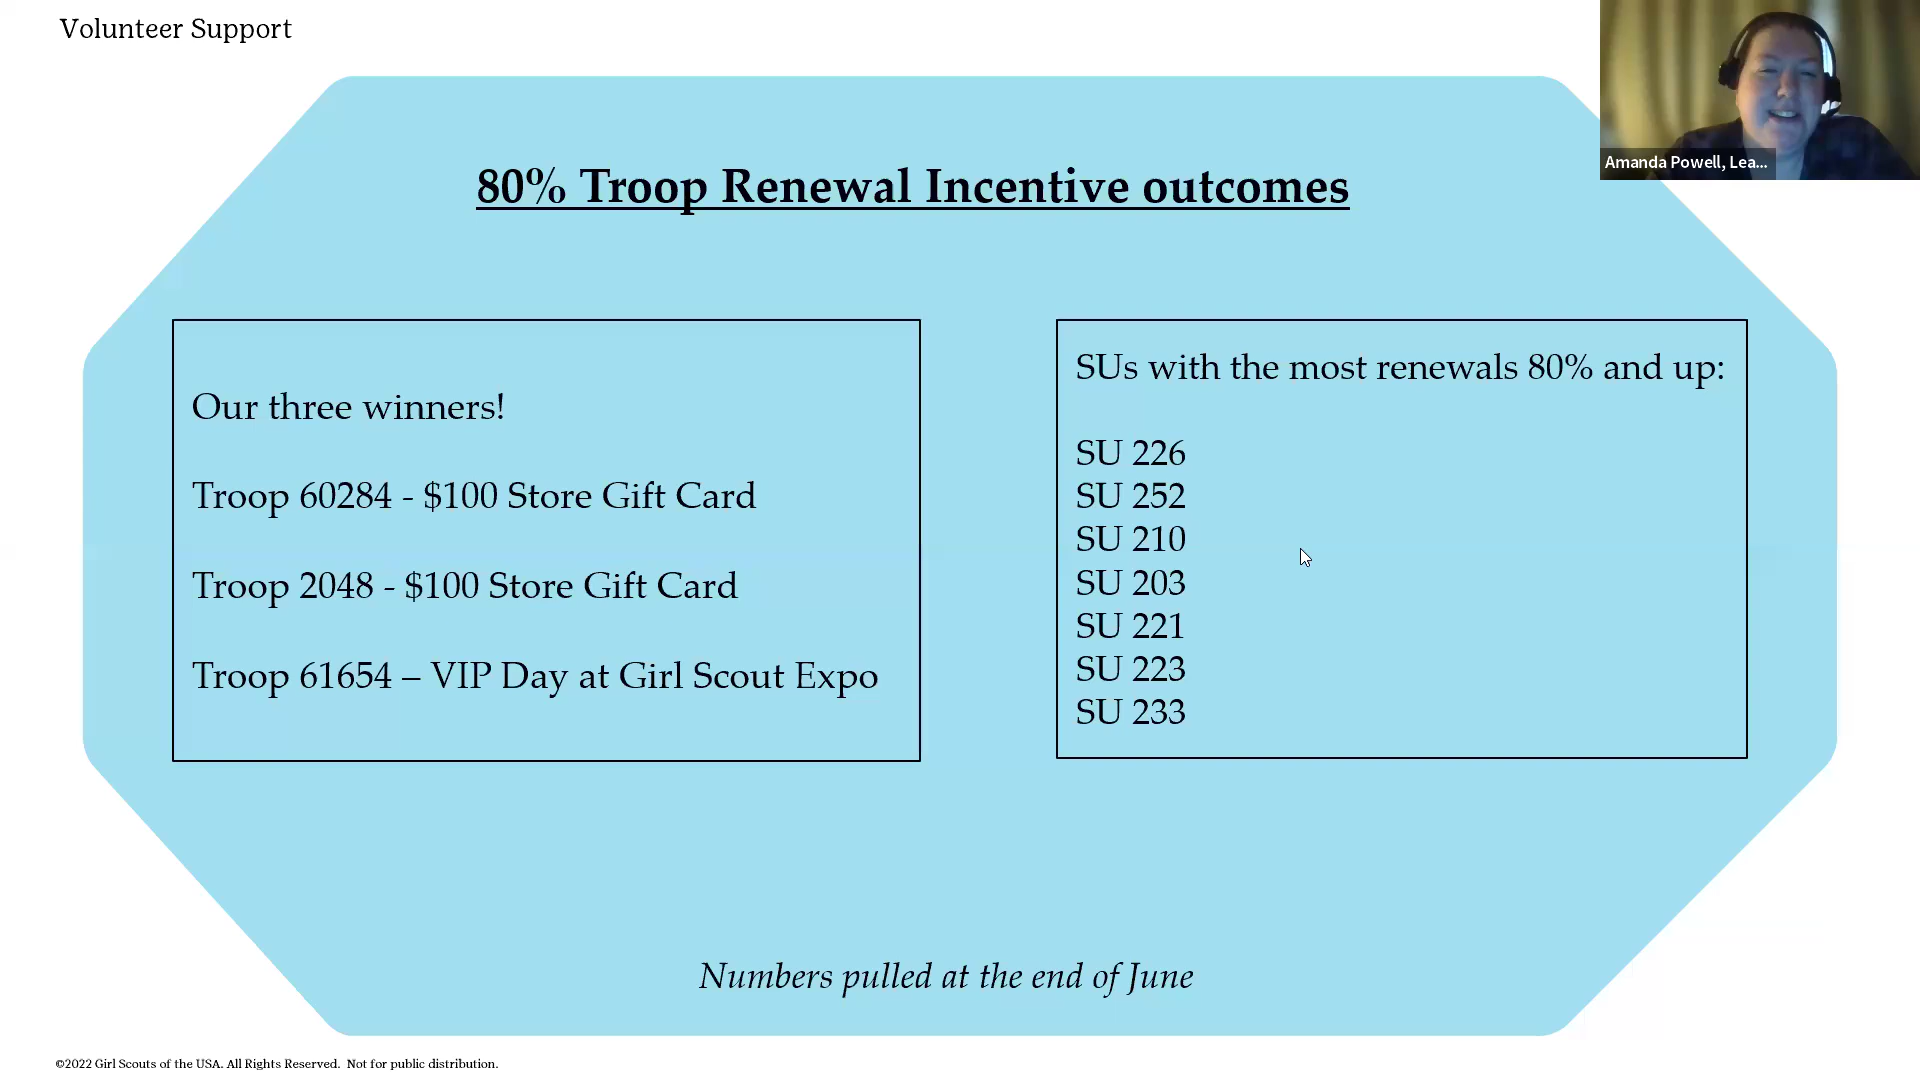 Volunteer Support
Amanda Powell, Lea...
80% Troop Renewal Incentive outcomes
Our three winners!
Troop 60284 - $100 Store Gift Card
Troop 2048 - $100 Store Gift Card
Troop 61654 – VIP Day at Girl Scout Expo
SUs with the most renewals 80% and up:
SU 226
SU 252
SU 210
SU 203
SU 221
SU 223
SU 233
Numbers pulled at the end of June
©2022 Girl Scouts of the USA. All Rights Reserved.  Not for public distribution.